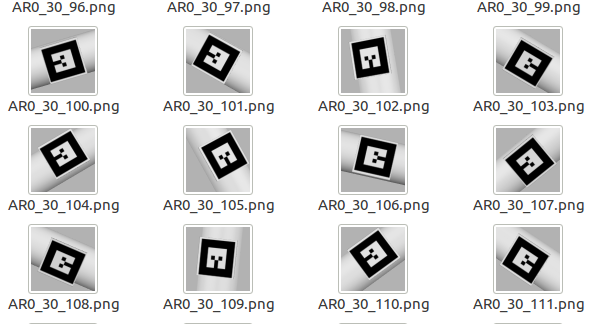 AR0_30_96.png AR0_30_97.png AR0_30_98.png AR0_30_99.png
AR0_30_100.png AR0_30_101.png AR0_30_102.png AR0_30_103.png
AR0_30_104.png AR0_30_105.png AR0_30_106.png AR0_30_107.png
AR0_30_108.png AR0_30_109.png AR0_30_110.png AR0_30_111.png